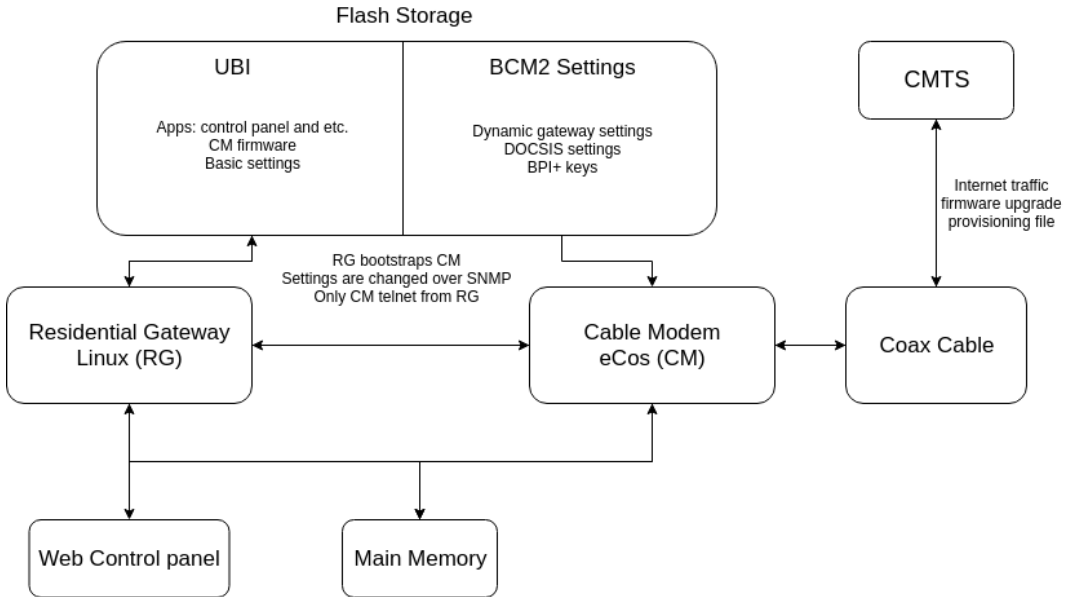 Flash Storage
UBI
Apps: control panel and etc.
CM firmware
Basic settings
BCM2 Settings
Dynamic gateway settings
DOCSIS settings
BPI+ keys
CMTS
Internet traffic
firmware upgrade
provisioning file
RG bootstraps CM
Settings are changed over SNMP
Only CM telnet from RG
Residential Gateway
Linux (RG)
Cable Modem
eCos (CM)
Coax Cable
Web Control panel
Main Memory